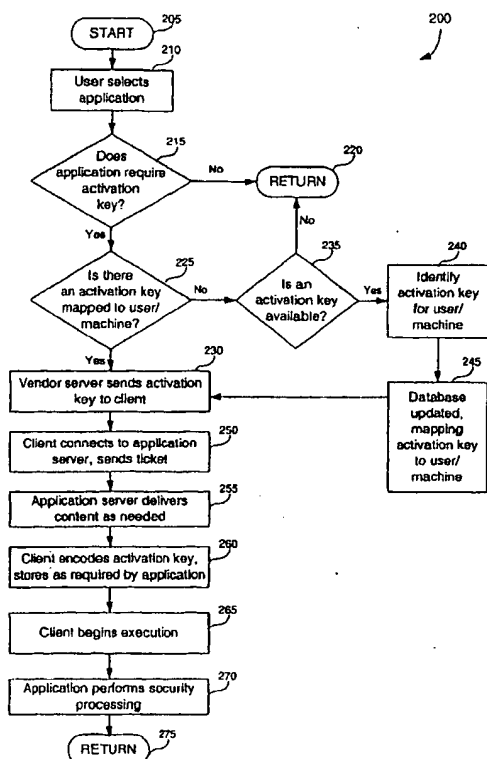 200
START
205
210
User selects
application
215
Does
application require
activation
key?
No
220
RETURN
Yes
No
225
Is there
an activation key
mapped to user/
machine?
No
235
Is an
activation key
available?
Yes
240
Identify
activation key
for user/
machine
Yes
230
Vendor server sends activation
key to client
245
Database
updated,
mapping
activation key
to user/
machine
250
Client connects to application
server, sends ticket
255
Application server delivers
content as needed
260
Client encodes activation key,
stores as required by application
265
Client begins execution
270
Application performs security
processing
RETURN
275